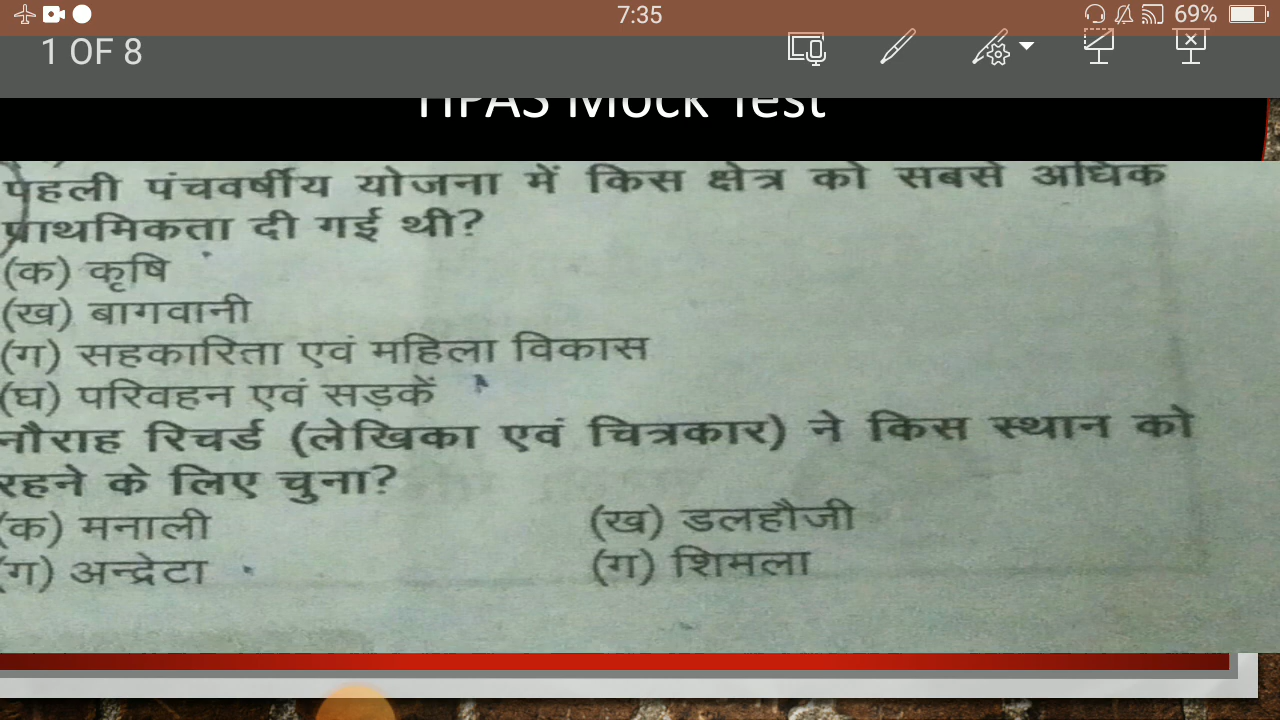 7:35
69%
1 OF 8
HPAS Mock Test
पहली पंचवर्षीय योजना में किस क्षेत्र को सबसे अधिक
प्राथमिकता दी गई थी?
(क) कृषि
(ख) बागवानी
(ग) सहकारिता एवं महिला विकास
(घ) परिवहन एवं सड़कें
नौराह रिचर्ड (लेखिका एवं चित्रकार) ने किस स्थान को
रहने के लिए चुना?
(क) मनाली (ख) डलहौजी
(ग) अन्द्रेटा (ग) शिमला